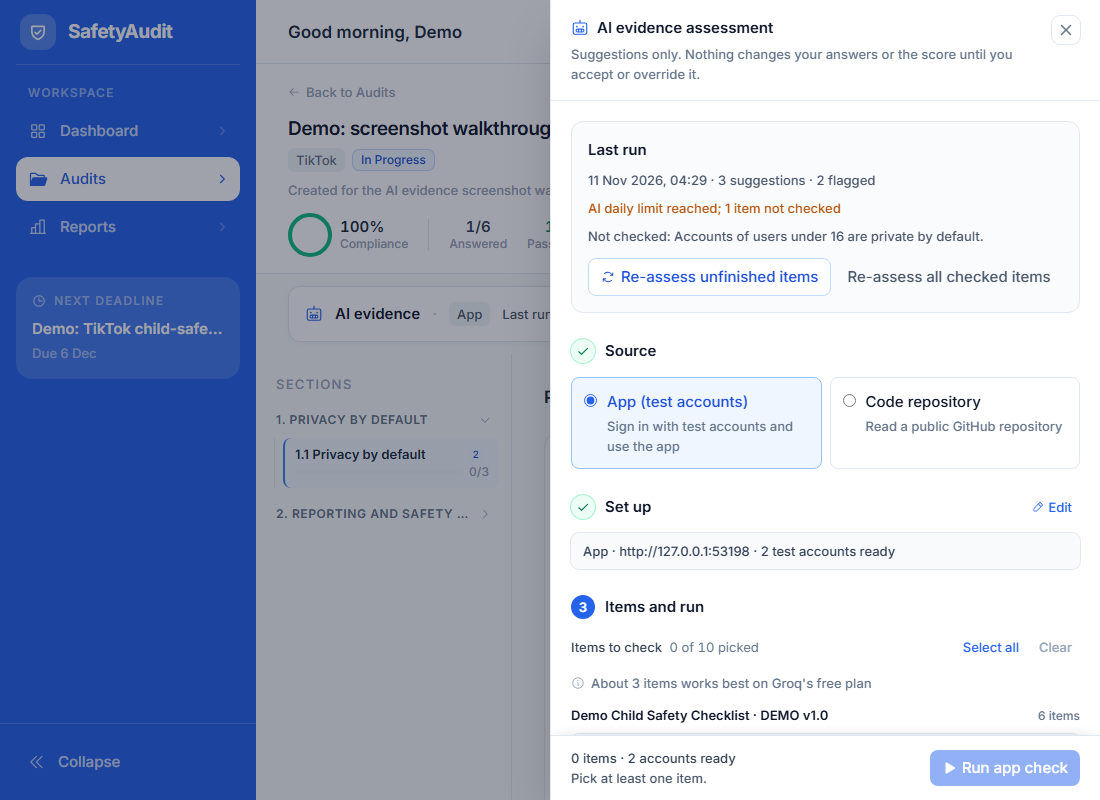 SafetyAudit
WORKSPACE
Dashboard
Audits
Reports
NEXT DEADLINE
Demo: TikTok child-safe...
Due 6 Dec
Collapse
Good morning, Demo
Back to Audits
Demo: screenshot walkthroug
TikTok
In Progress
Created for the AI evidence screenshot wa
100%
Compliance
1/6
Answered
Pass
AI evidence
·
App
Last run
SECTIONS
1. PRIVACY BY DEFAULT
1.1 Privacy by default
2
0/3
2. REPORTING AND SAFETY ...
AI evidence assessment
Suggestions only. Nothing changes your answers or the score until you
accept or override it.
Last run
11 Nov 2026, 04:29 · 3 suggestions · 2 flagged
AI daily limit reached; 1 item not checked
Not checked: Accounts of users under 16 are private by default.
Re-assess unfinished items
Re-assess all checked items
Source
App (test accounts)
Sign in with test accounts and
use the app
Code repository
Read a public GitHub repository
Set up
Edit
App · http://127.0.0.1:53198 · 2 test accounts ready
3
Items and run
Items to check
0 of 10 picked
Select all
Clear
About 3 items works best on Groq's free plan
Demo Child Safety Checklist · DEMO v1.0
6 items
0 items · 2 accounts ready
Pick at least one item.
Run app check